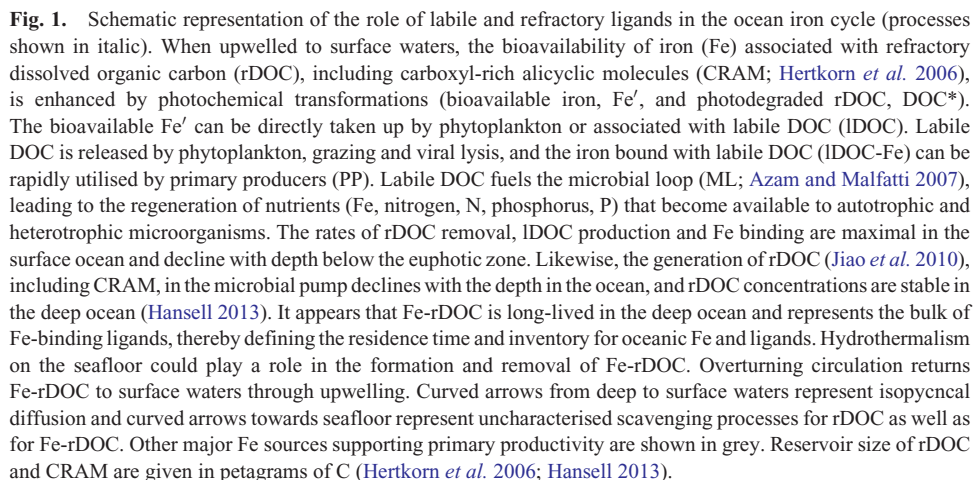 Fig. 1. Schematic representation of the role of labile and refractory ligands in the ocean iron cycle (processes
shown in italic). When upwelled to surface waters, the bioavailability of iron (Fe) associated with refractory
dissolved organic carbon (rDOC), including carboxyl-rich alicyclic molecules (CRAM; Hertkorn et al. 2006),
is enhanced by photochemical transformations (bioavailable iron, Fe′, and photodegraded rDOC, DOC*).
The bioavailable Fe′ can be directly taken up by phytoplankton or associated with labile DOC (lDOC). Labile
DOC is released by phytoplankton, grazing and viral lysis, and the iron bound with labile DOC (lDOC-Fe) can be
rapidly utilised by primary producers (PP). Labile DOC fuels the microbial loop (ML; Azam and Malfatti 2007),
leading to the regeneration of nutrients (Fe, nitrogen, N, phosphorus, P) that become available to autotrophic and
heterotrophic microorganisms. The rates of rDOC removal, lDOC production and Fe binding are maximal in the
surface ocean and decline with depth below the euphotic zone. Likewise, the generation of rDOC (Jiao et al. 2010),
including CRAM, in the microbial pump declines with the depth in the ocean, and rDOC concentrations are stable in
the deep ocean (Hansell 2013). It appears that Fe-rDOC is long-lived in the deep ocean and represents the bulk of
Fe-binding ligands, thereby defining the residence time and inventory for oceanic Fe and ligands. Hydrothermalism
on the seafloor could play a role in the formation and removal of Fe-rDOC. Overturning circulation returns
Fe-rDOC to surface waters through upwelling. Curved arrows from deep to surface waters represent isopycncal
diffusion and curved arrows towards seafloor represent uncharacterised scavenging processes for rDOC as well as
for Fe-rDOC. Other major Fe sources supporting primary productivity are shown in grey. Reservoir size of rDOC
and CRAM are given in petagrams of C (Hertkorn et al. 2006; Hansell 2013).